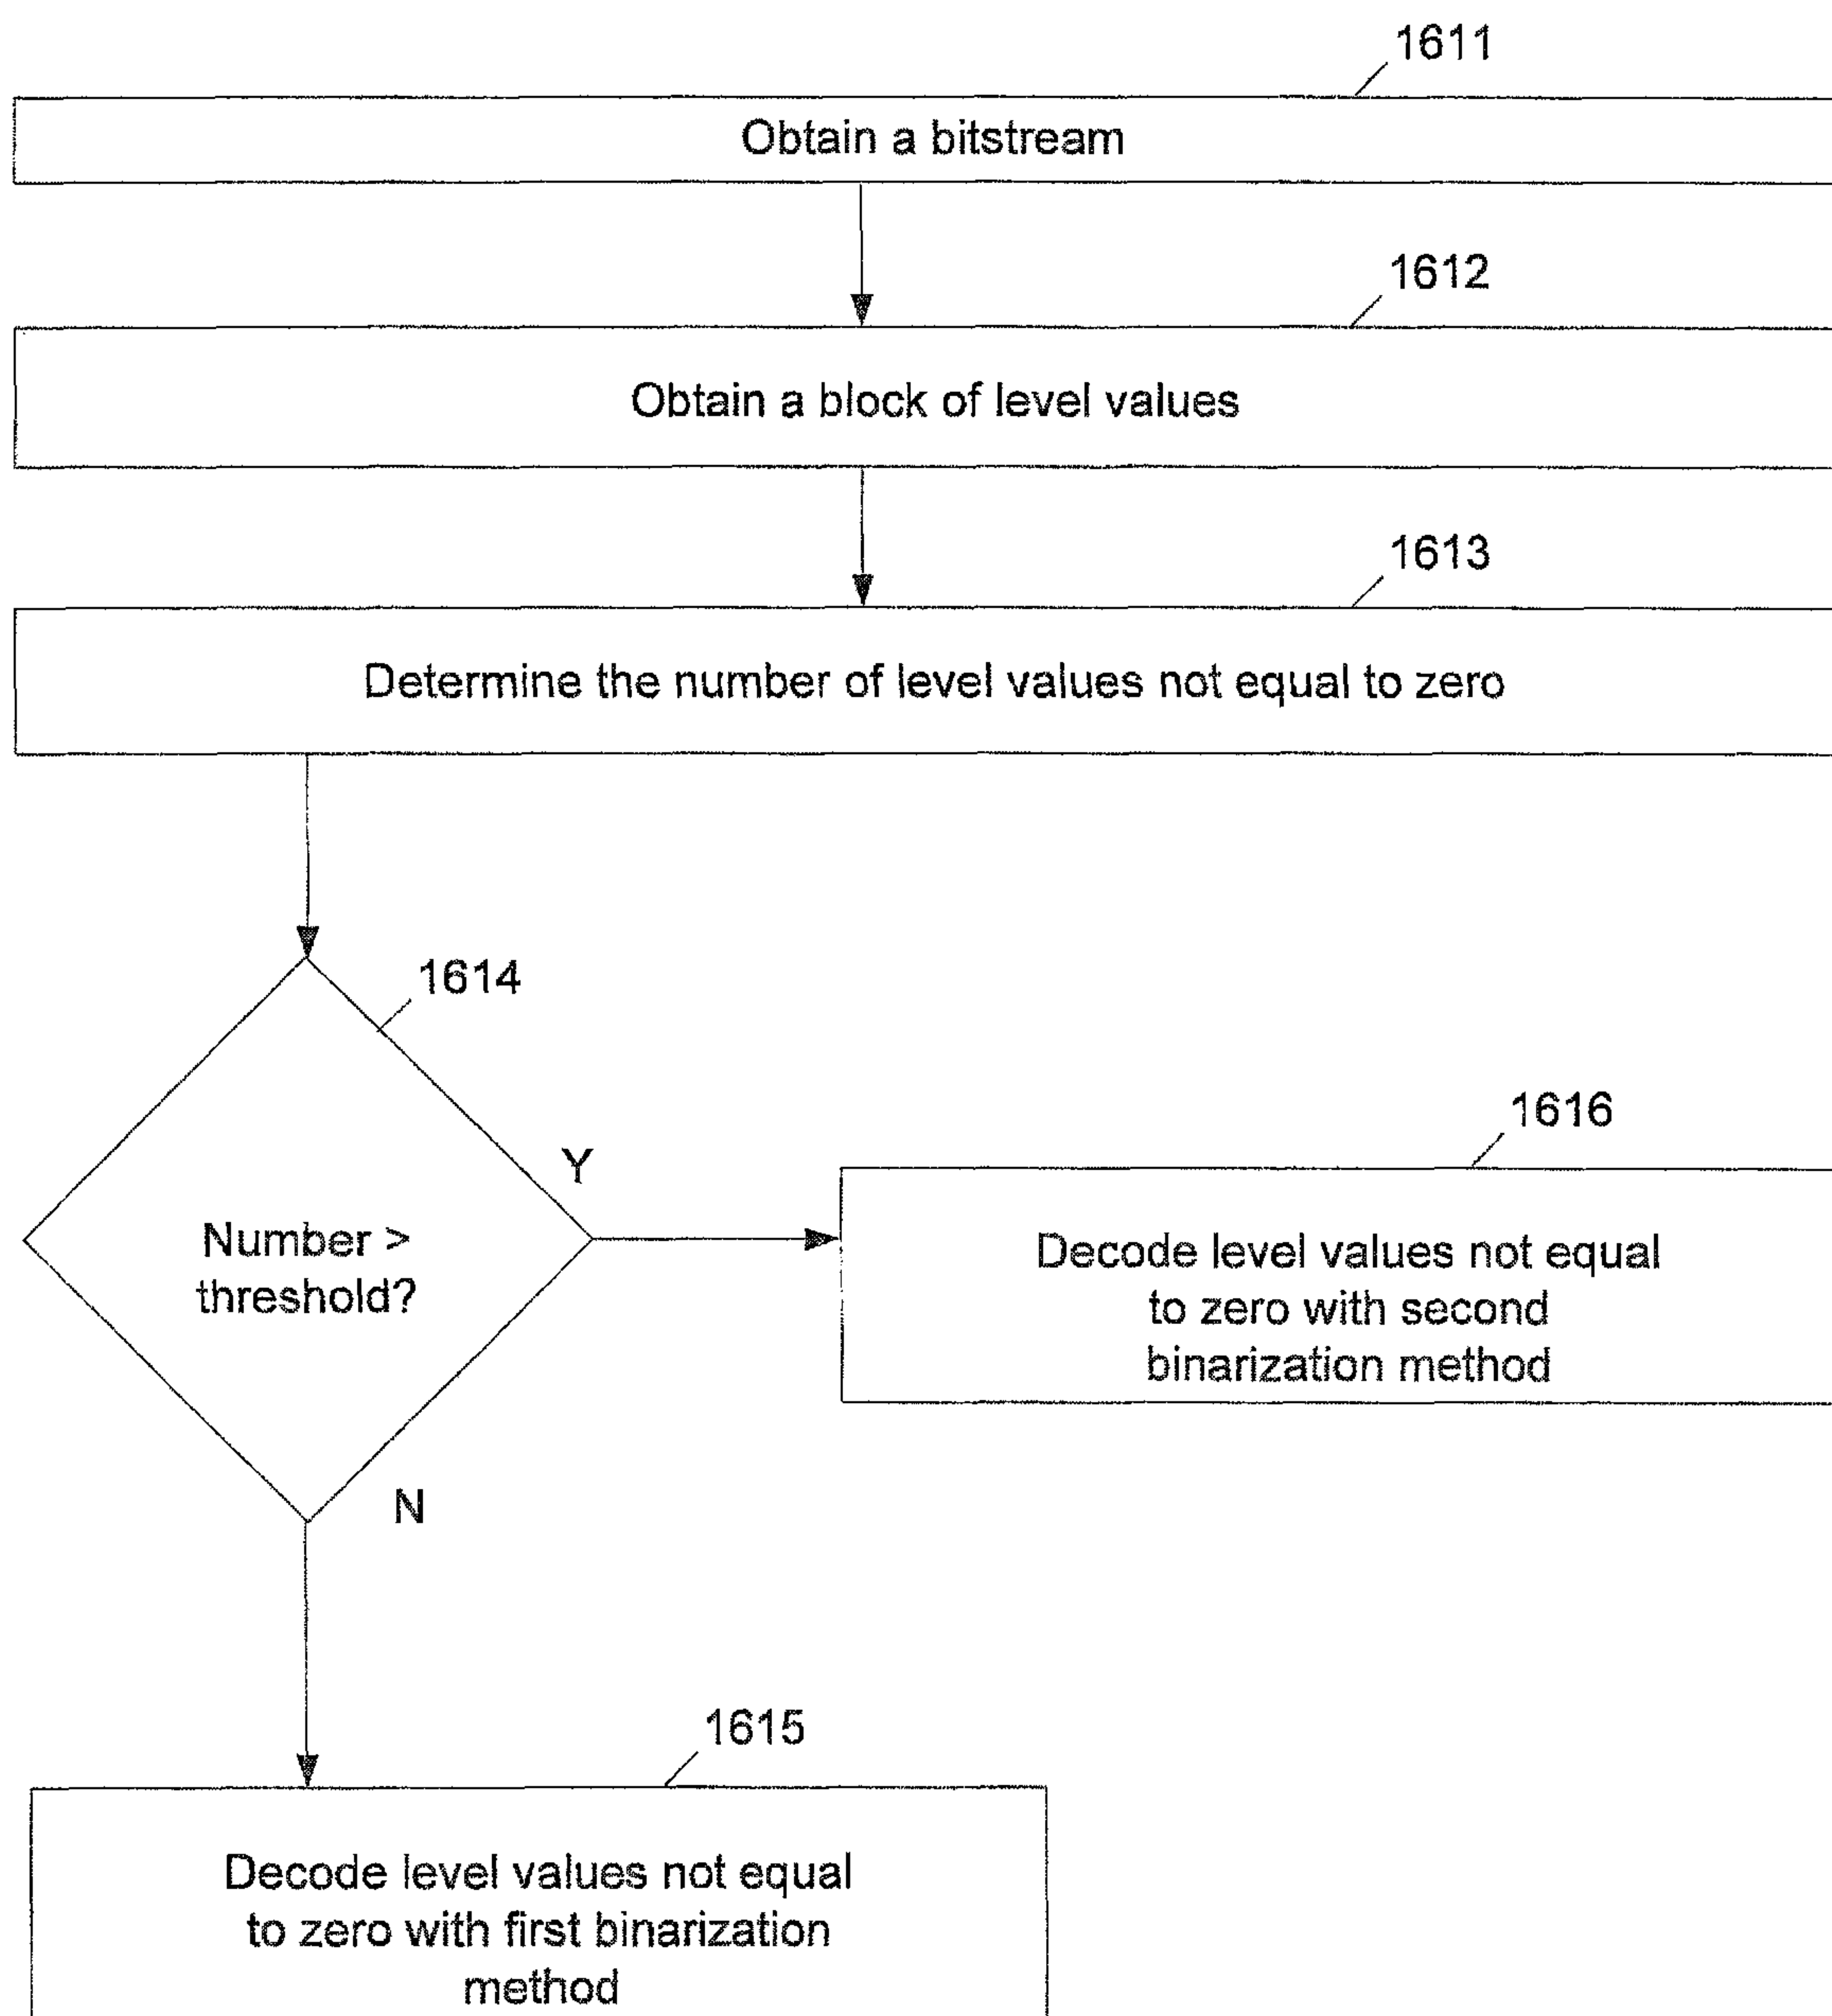 1611
Obtain a bitstream
1612
Obtain a block of level values
1613
Determine the number of level values not equal to zero
1614
Number >
threshold?
Y
1616
Decode level values not equal
to zero with second
binarization method
N
1615
Decode level values not equal
to zero with first binarization
method